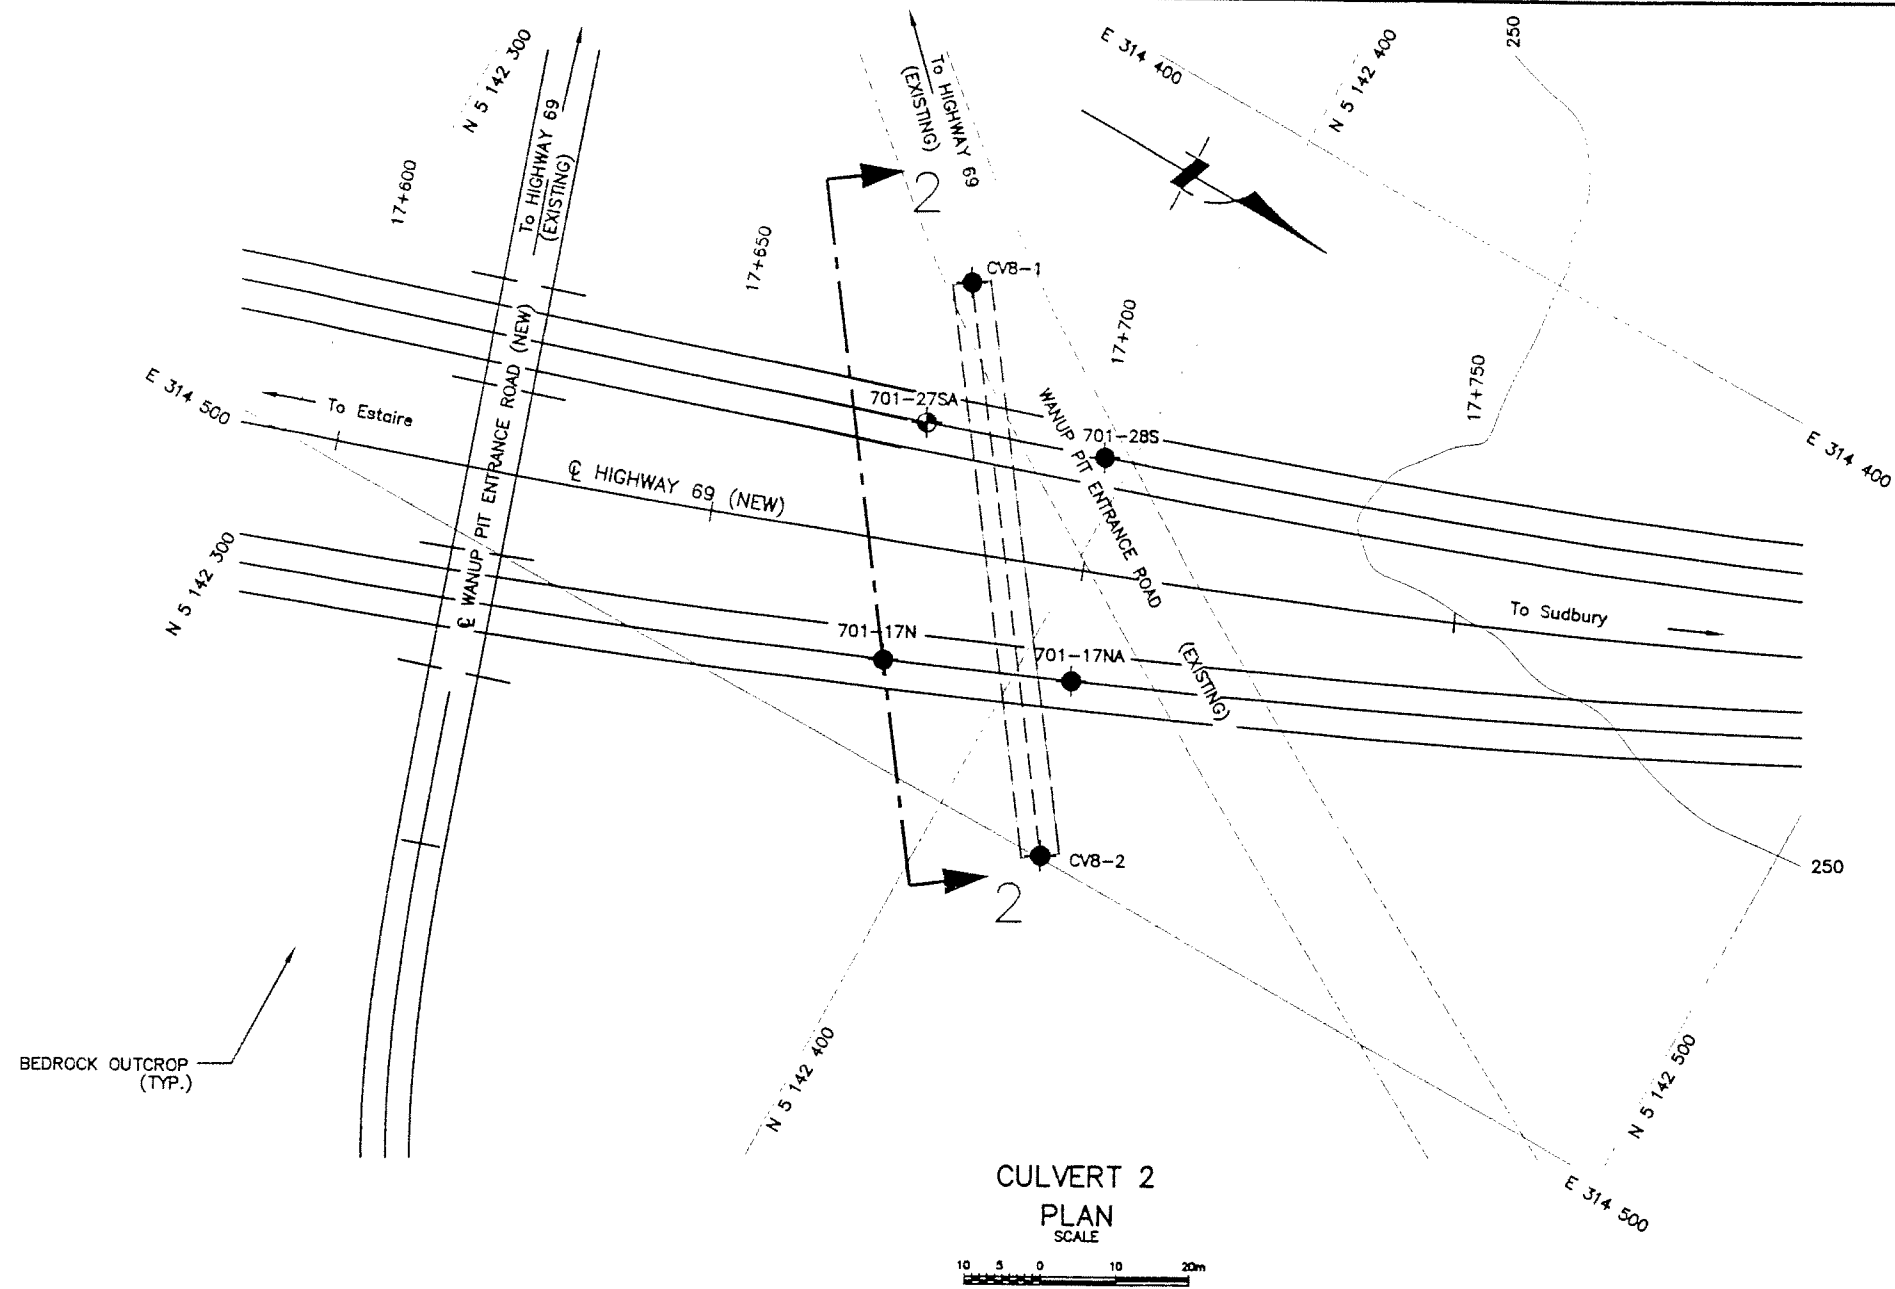 N 5 142 300
To HIGHWAY 69
(EXISTING)
To HIGHWAY 69
(EXISTING)
E 314 400
N 5 142 400
250
17+600
17+650
2
CV8-1
17+700
17+750
E 314 500
To Estaire
701-27SA
701-28S
E 314 400
℄ HIGHWAY 69 (NEW)
℄ WANUP PIT ENTRANCE ROAD (NEW)
WANUP PIT ENTRANCE ROAD
(EXISTING)
N 5 142 300
To Sudbury
701-17N
701-17NA
CV8-2
250
2
BEDROCK OUTCROP
(TYP.)
N 5 142 400
N 5 142 500
E 314 500
CULVERT 2
PLAN
SCALE
10 5 0 10 20m